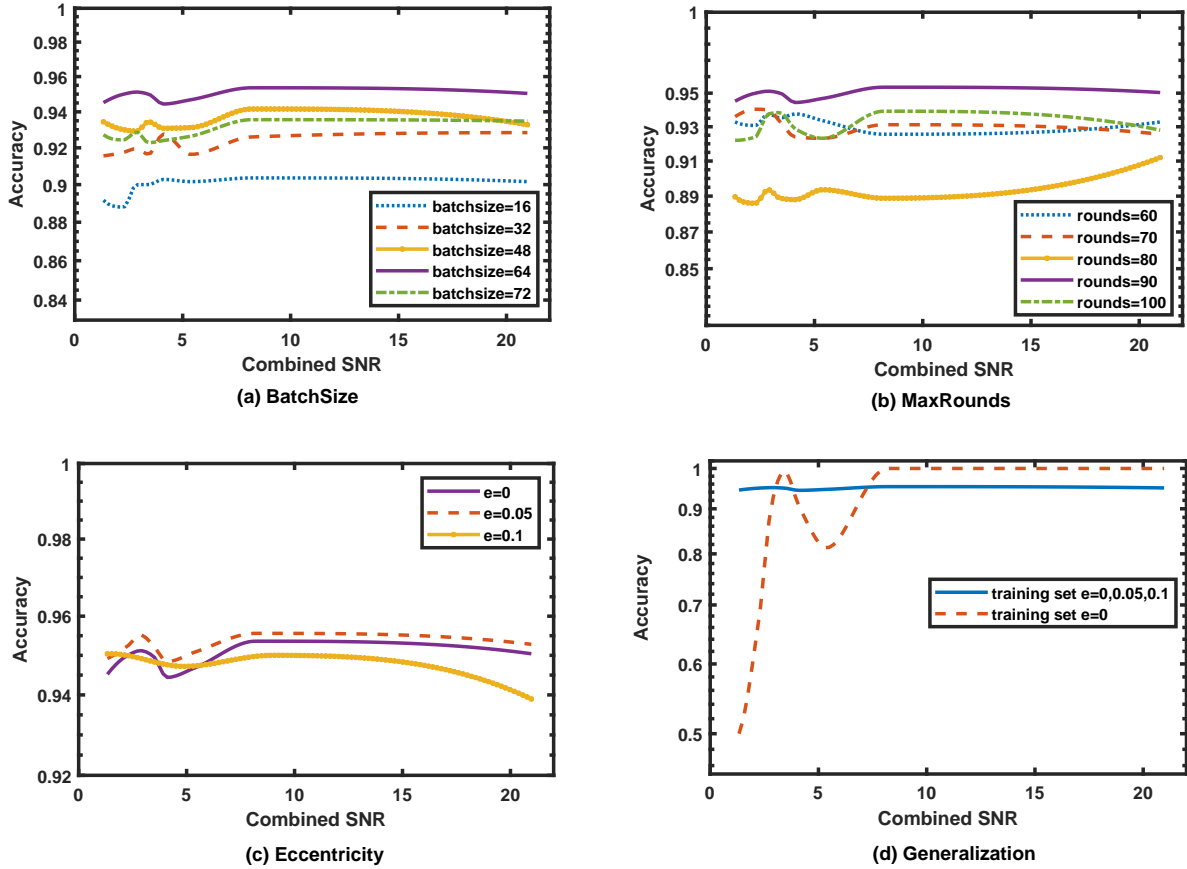 1
0.98
0.96
0.94
0.92
0.9
0.88
0.86
0.84
Accuracy
batchsize=16
batchsize=32
batchsize=48
batchsize=64
batchsize=72
0 5 10 15 20
Combined SNR
(a) BatchSize
1
0.95
0.93
0.91
0.89
0.87
0.85
Accuracy
rounds=60
rounds=70
rounds=80
rounds=90
rounds=100
0 5 10 15 20
Combined SNR
(b) MaxRounds
1
0.98
0.96
0.94
0.92
Accuracy
e=0
e=0.05
e=0.1
0 5 10 15 20
Combined SNR
(c) Eccentricity
1
0.9
0.8
0.7
0.6
0.5
Accuracy
training set e=0,0.05,0.1
training set e=0
0 5 10 15 20
Combined SNR
(d) Generalization